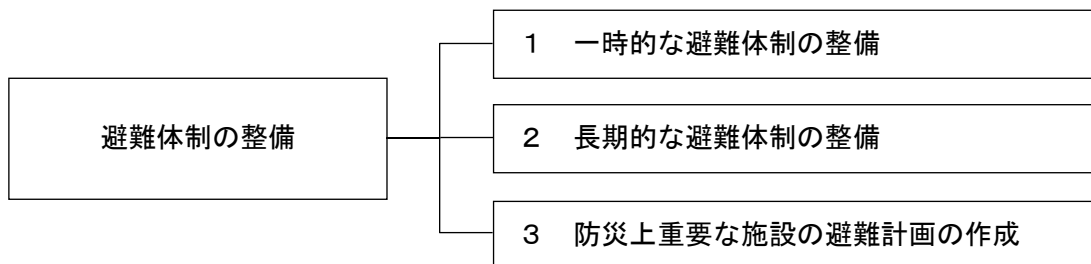 避難体制の整備
１　一時的な避難体制の整備
２　長期的な避難体制の整備
３　防災上重要な施設の避難計画の作成